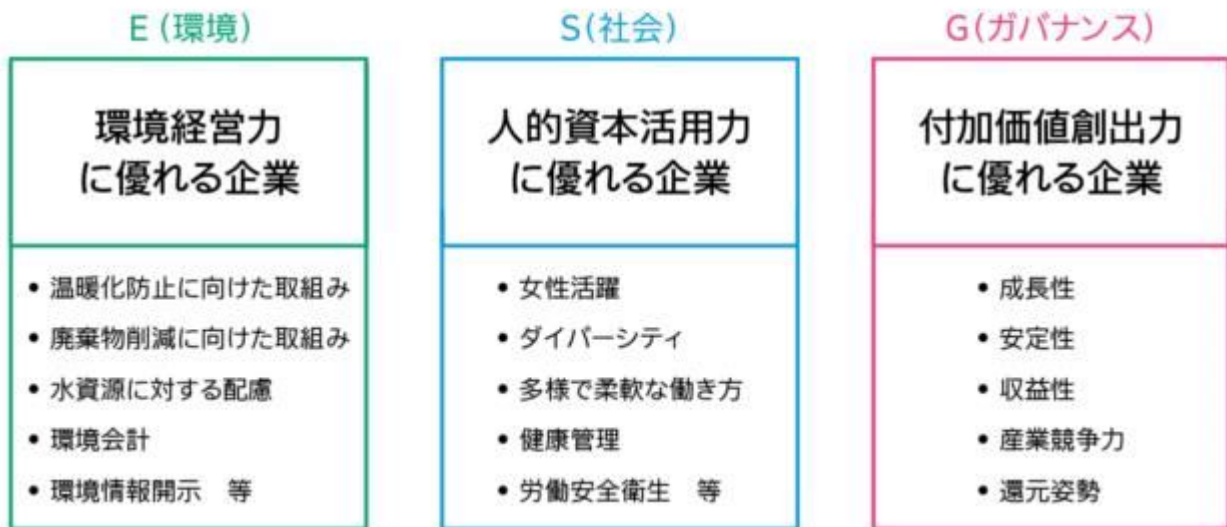 E (環境)
環境経営力
に優れる企業
• 温暖化防止に向けた取組み
• 廃棄物削減に向けた取組み
• 水資源に対する配慮
• 環境会計
• 環境情報開示　等
S(社会)
人的資本活用力
に優れる企業
• 女性活躍
• ダイバーシティ
• 多様で柔軟な働き方
• 健康管理
• 労働安全衛生　等
G(ガバナンス)
付加価値創出力
に優れる企業
• 成長性
• 安定性
• 収益性
• 産業競争力
• 還元姿勢